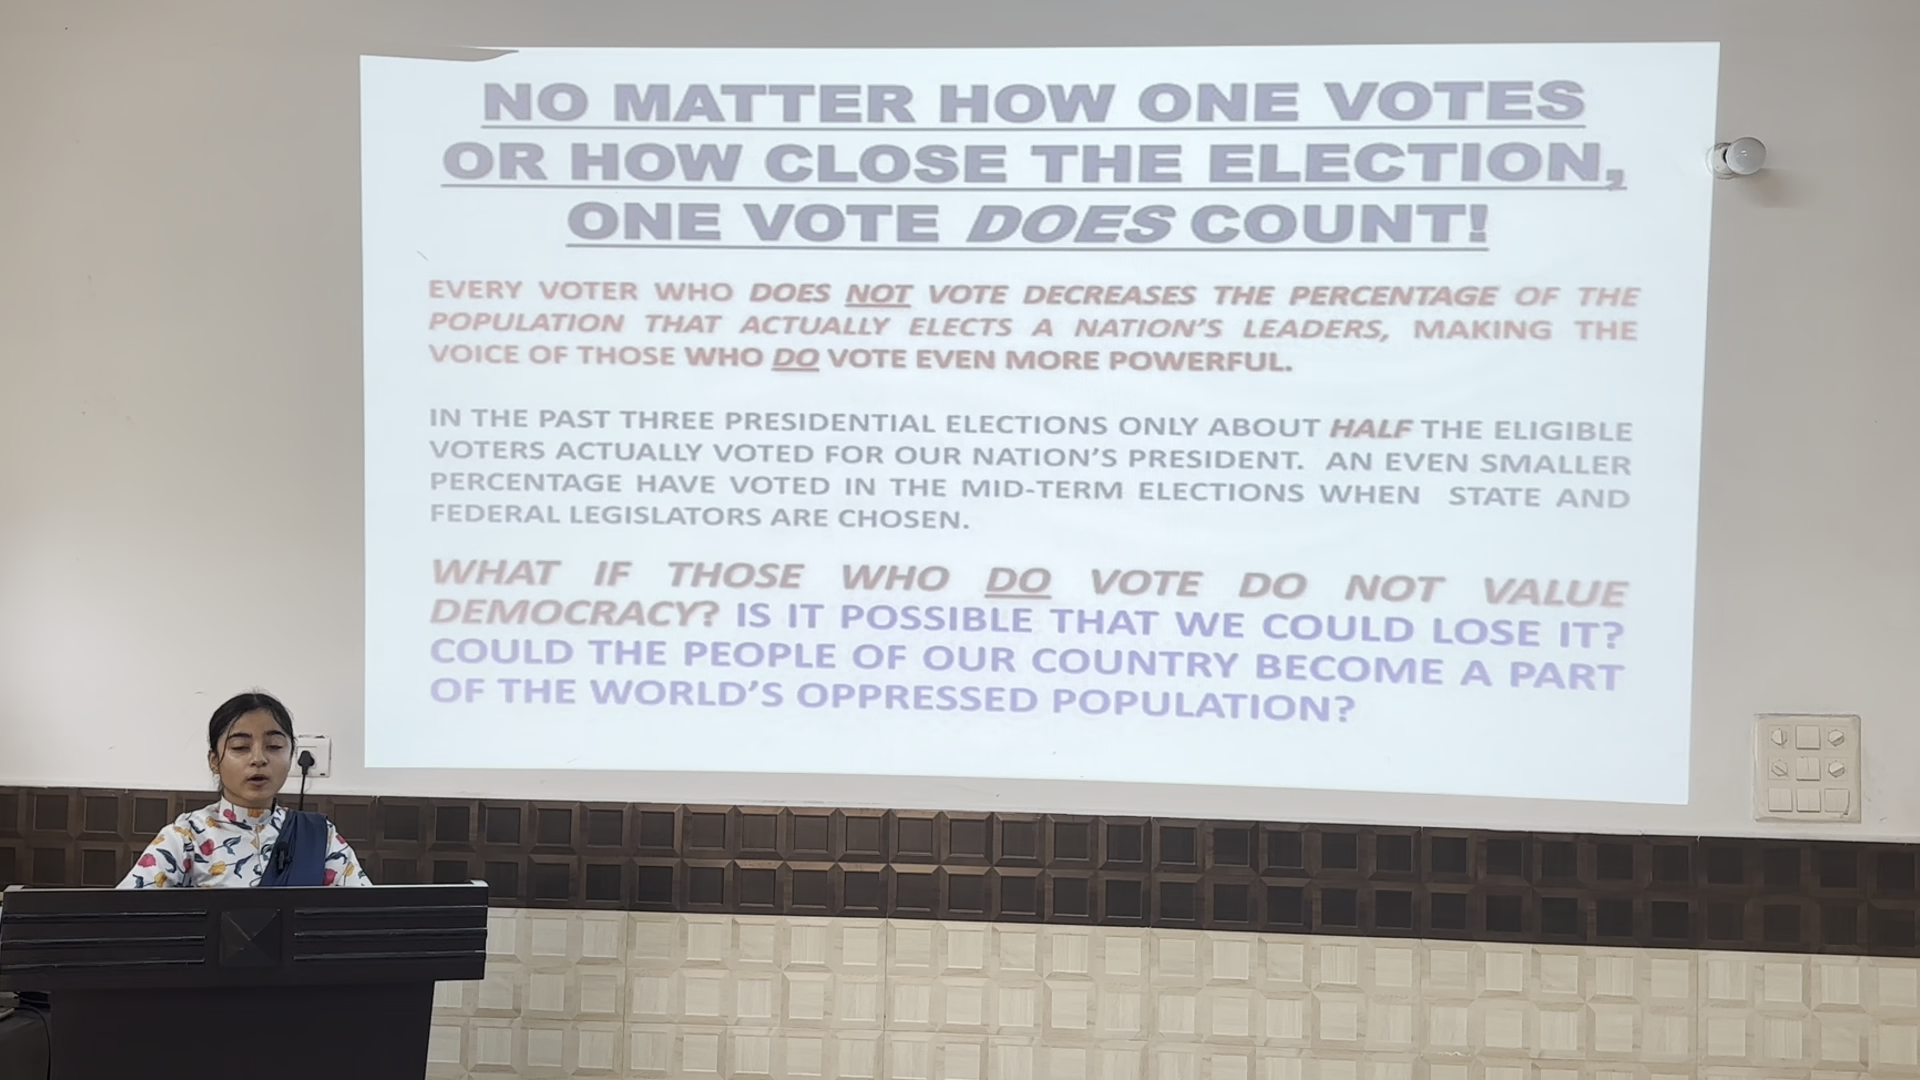 NO MATTER HOW ONE VOTES
OR HOW CLOSE THE ELECTION,
ONE VOTE DOES COUNT!
EVERY VOTER WHO DOES NOT VOTE DECREASES THE PERCENTAGE OF THE
POPULATION THAT ACTUALLY ELECTS A NATION'S LEADERS, MAKING THE
VOICE OF THOSE WHO DO VOTE EVEN MORE POWERFUL.
IN THE PAST THREE PRESIDENTIAL ELECTIONS ONLY ABOUT HALF THE ELIGIBLE
VOTERS ACTUALLY VOTED FOR OUR NATION'S PRESIDENT. AN EVEN SMALLER
PERCENTAGE HAVE VOTED IN THE MID-TERM ELECTIONS WHEN STATE AND
FEDERAL LEGISLATORS ARE CHOSEN.
WHAT IF THOSE WHO DO VOTE DO NOT VALUE
DEMOCRACY? IS IT POSSIBLE THAT WE COULD LOSE IT?
COULD THE PEOPLE OF OUR COUNTRY BECOME A PART
OF THE WORLD'S OPPRESSED POPULATION?